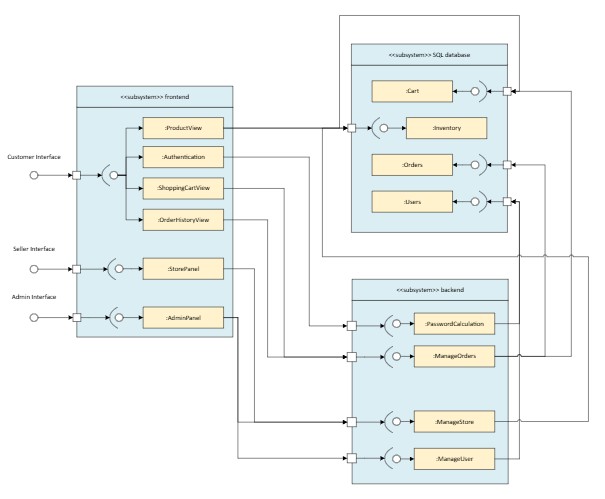 <<subsystem>> SQL database
:Cart
:Inventory
:Orders
:Users
<<subsystem>> frontend
:ProductView
:Authentication
:ShoppingCartView
:OrderHistoryView
:StorePanel
:AdminPanel
Customer Interface
Seller Interface
Admin Interface
<<subsystem>> backend
:PasswordCalculation
:ManageOrders
:ManageStore
:ManageUser